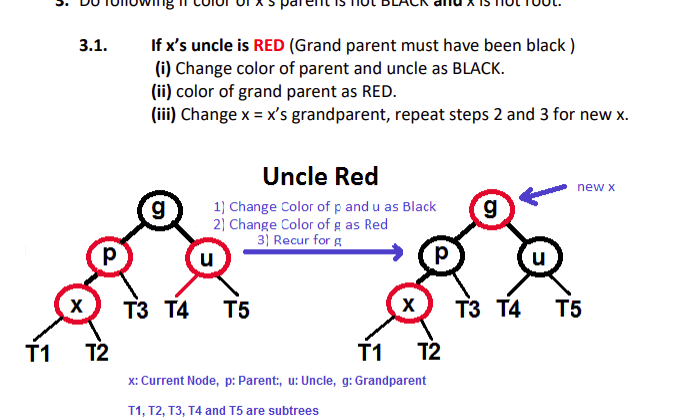 3. Do following if color of x's parent is not BLACK and x is not root.
3.1. If x's uncle is RED (Grand parent must have been black )
(i) Change color of parent and uncle as BLACK.
(ii) color of grand parent as RED.
(iii) Change x = x's grandparent, repeat steps 2 and 3 for new x.
Uncle Red
new x
g 1) Change Color of p and u as Black g
2) Change Color of g as Red
3) Recur for g
p u p u
x T3 T4 T5 x T3 T4 T5
T1 T2 T1 T2
x: Current Node, p: Parent:, u: Uncle, g: Grandparent
T1, T2, T3, T4 and T5 are subtrees